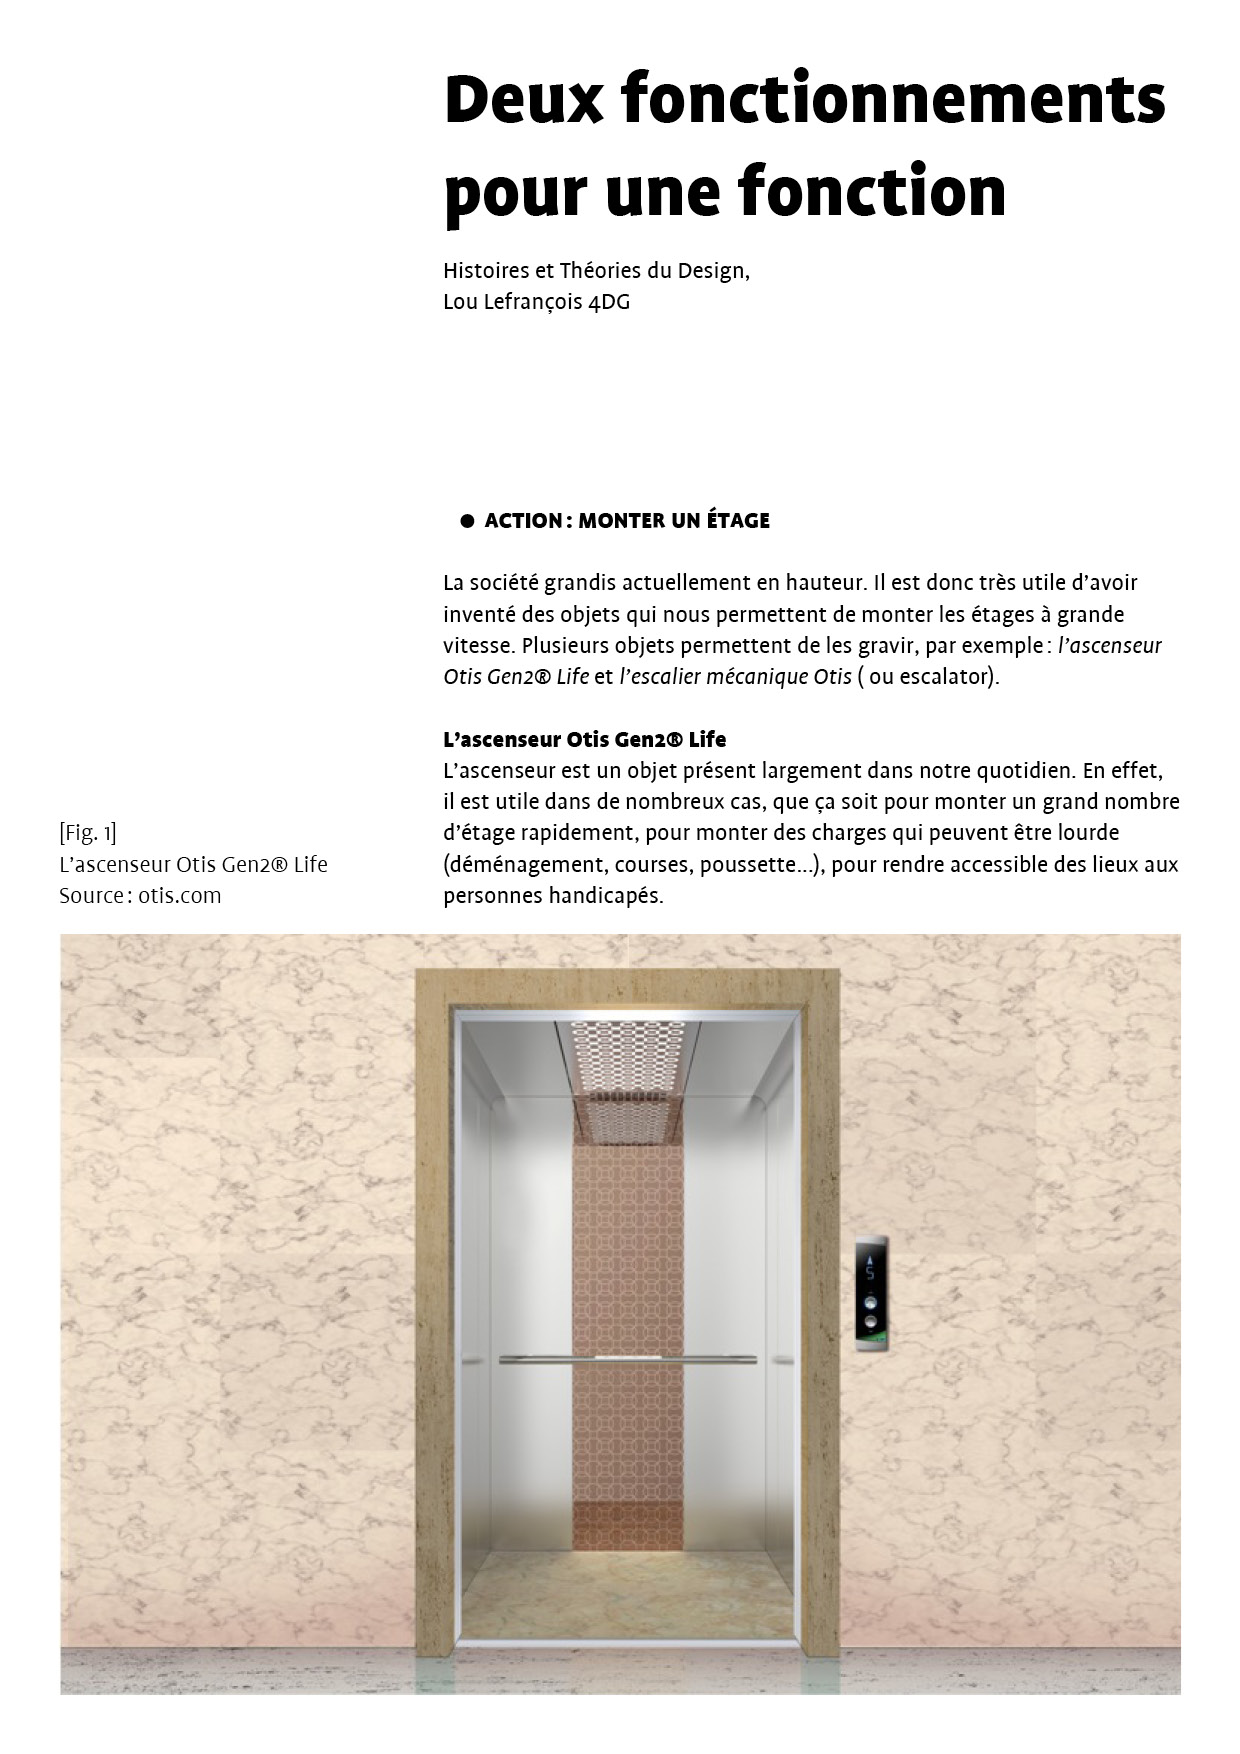 Deux fonctionnements
pour une fonction
Histoires et Théories du Design,
Lou Lefrançois 4DG
● ACTION : MONTER UN ÉTAGE
La société grandis actuellement en hauteur. Il est donc très utile d’avoir
inventé des objets qui nous permettent de monter les étages à grande
vitesse. Plusieurs objets permettent de les gravir, par exemple : l’ascenseur
Otis Gen2® Life et l’escalier mécanique Otis ( ou escalator).
L’ascenseur Otis Gen2® Life
L’ascenseur est un objet présent largement dans notre quotidien. En effet,
il est utile dans de nombreux cas, que ça soit pour monter un grand nombre
d’étage rapidement, pour monter des charges qui peuvent être lourde
(déménagement, courses, poussette...), pour rendre accessible des lieux aux
personnes handicapés.
[Fig. 1]
L’ascenseur Otis Gen2® Life
Source : otis.com
5